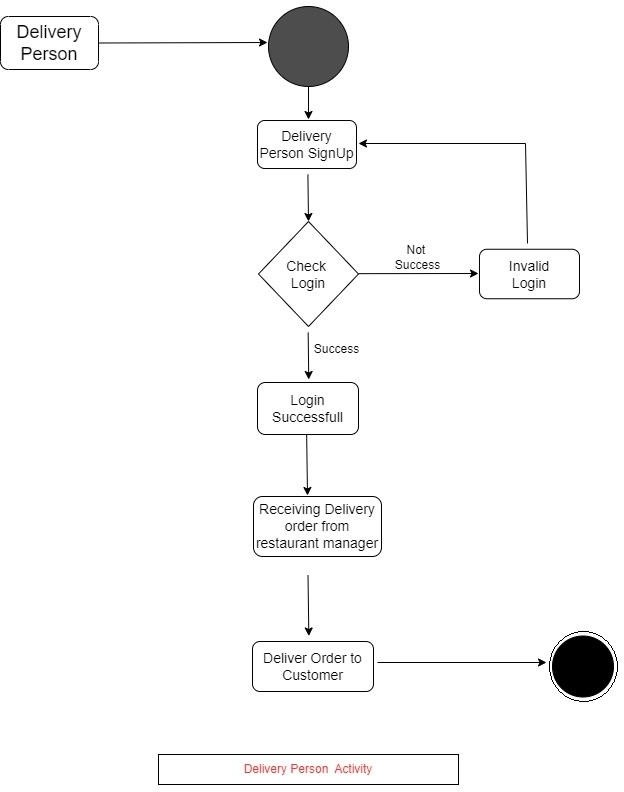 Delivery
Person
Delivery
Person SignUp
Check
Login
Not
Success
Invalid
Login
Success
Login
Successfull
Receiving Delivery
order from
restaurant manager
Deliver Order to
Customer
Delivery Person Activity